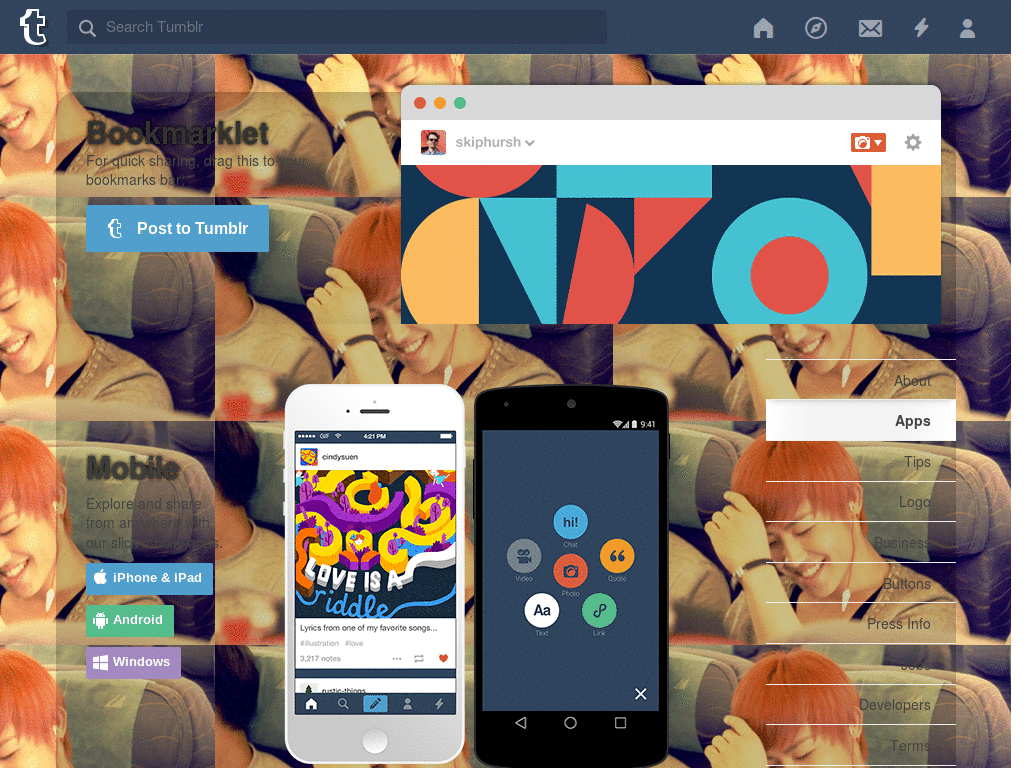 Search Tumblr
Bookmarklet
For quick sharing, drag this to your
bookmarks bar:
Post to Tumblr
skiphursh
Mobile
Explore and share
from anywhere with
our slick
iPhone & iPad
Android
Windows
GIF
4:21 PM
cindysuen
LOVE IS A
riddle
Lyrics from one of my favorite songs...
#illustration #love
3,217 notes
rustic-things
9:41
hi!
Chat
Video
Quote
Photo
Aa
Text
Link
About
Apps
Tips
Logo
Business
Buttons
Press Info
Jobs
Developers
Terms